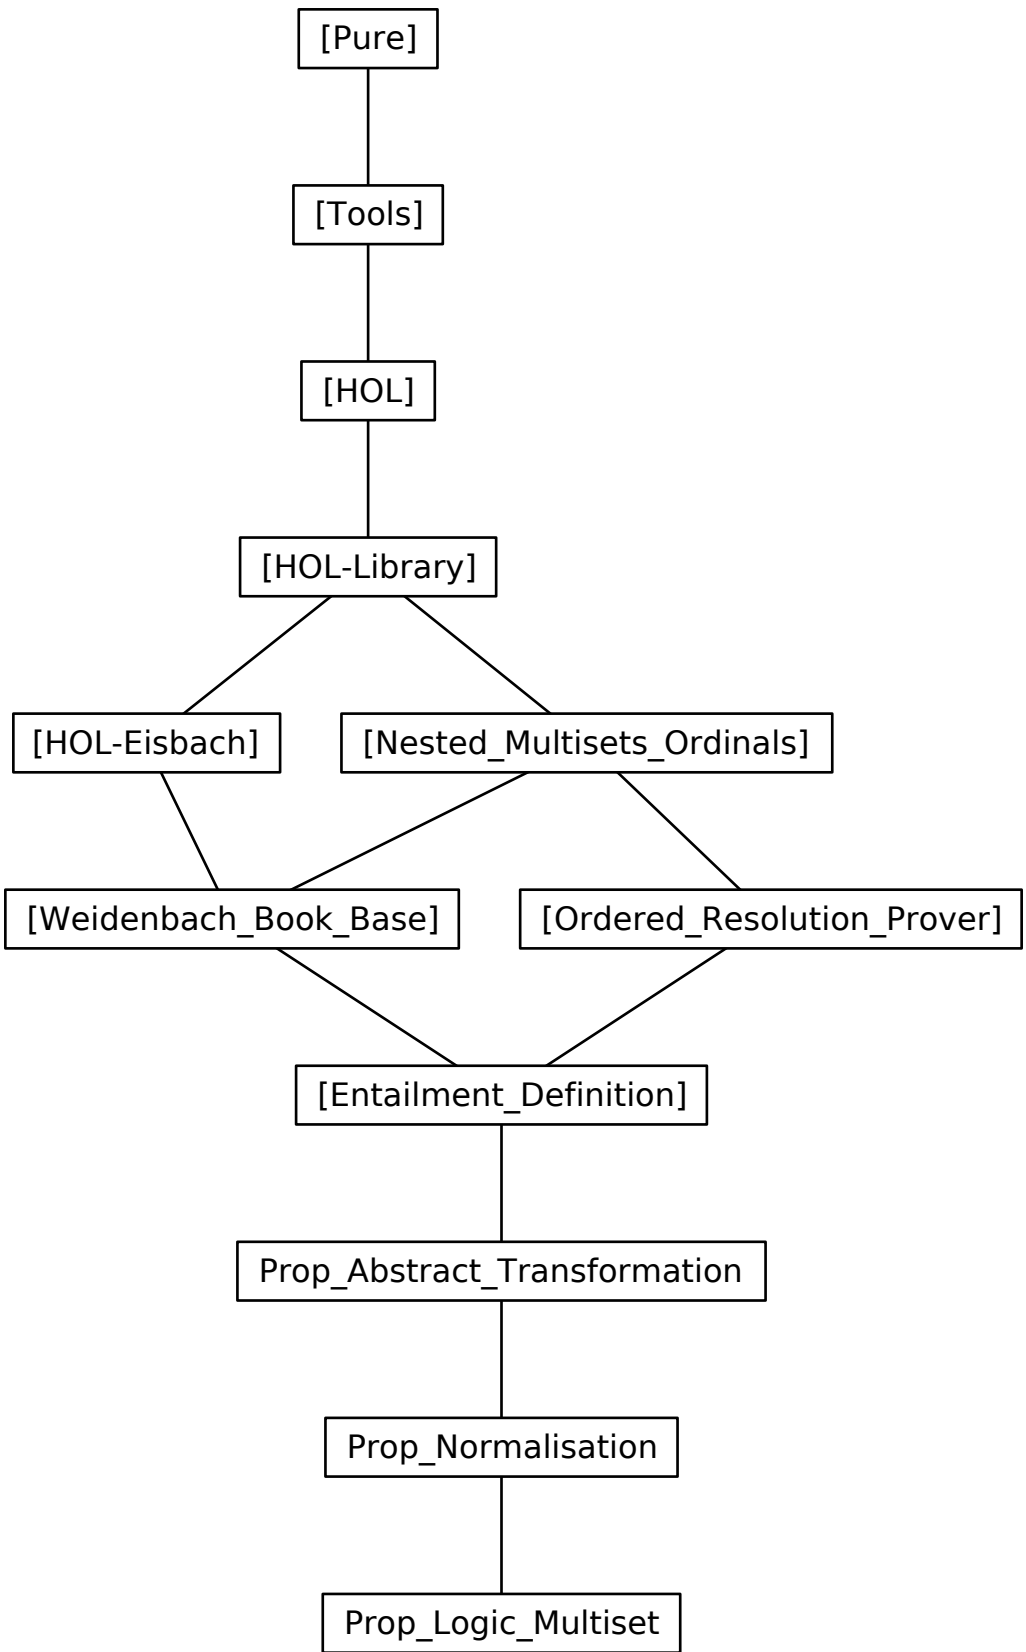 [Pure]
[Tools]
[HOL]
[HOL-Library]
[HOL-Eisbach]
[Nested_Multisets_Ordinals]
[Weidenbach_Book_Base]
[Ordered_Resolution_Prover]
[Entailment_Definition]
Prop_Abstract_Transformation
Prop_Normalisation
Prop_Logic_Multiset